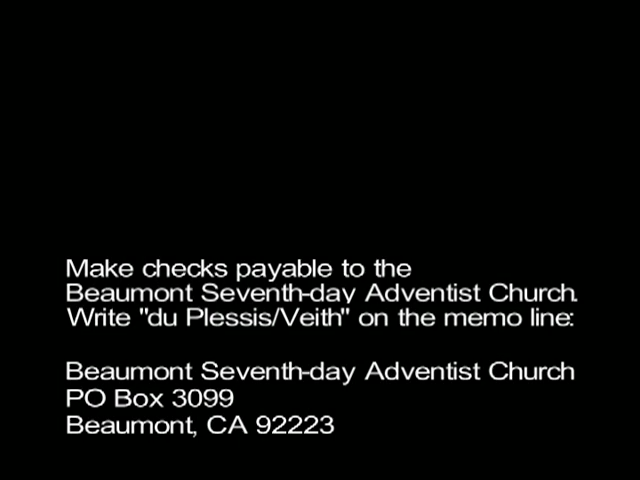 Make checks payable to the
Beaumont Seventh-day Adventist Church.
Write "du Plessis/Veith" on the memo line:
Beaumont Seventh-day Adventist Church
PO Box 3099
Beaumont, CA 92223